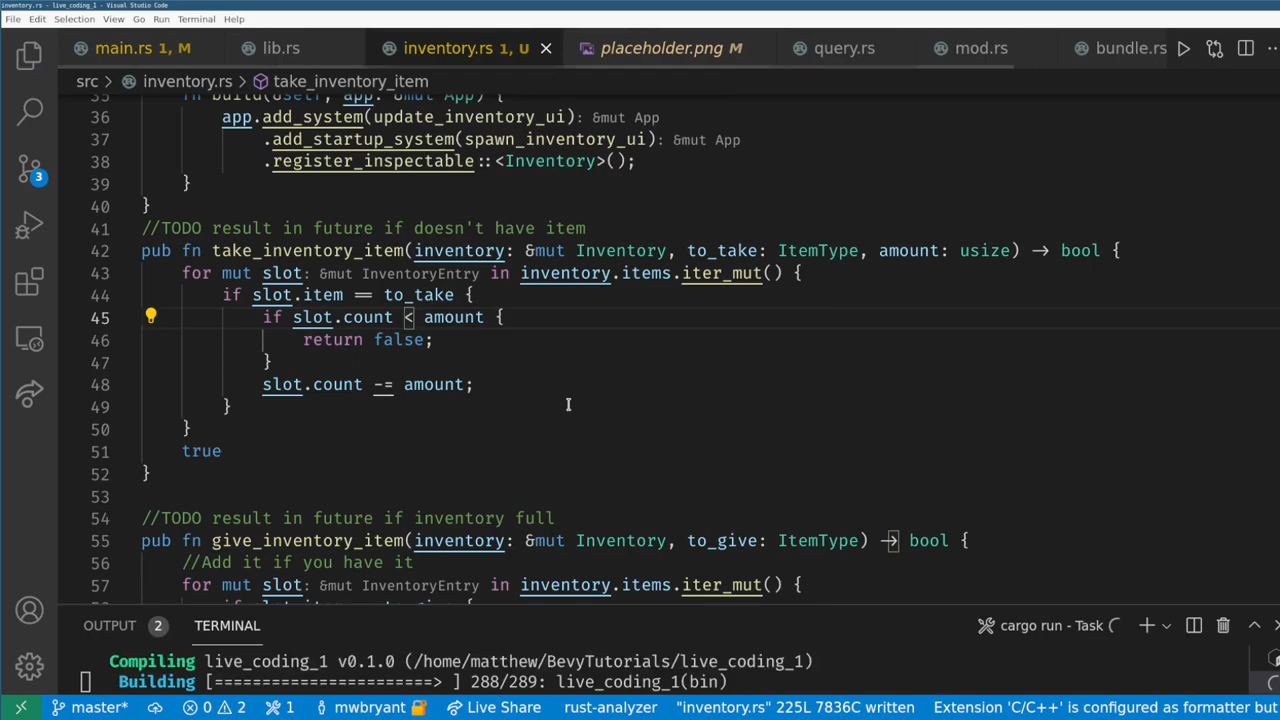 inventory.rs - live_coding_1 - Visual Studio Code
File Edit Selection View Go Run Terminal Help
main.rs 1, M lib.rs inventory.rs 1, U placeholder.png M query.rs mod.rs bundle.rs
src > inventory.rs > take_inventory_item
35 fn build(&self, app: &mut App) {
36 app.add_system(update_inventory_ui): &mut App
37 .add_startup_system(spawn_inventory_ui): &mut App
38 .register_inspectable::<Inventory>();
39 }
40 }
41 //TODO result in future if doesn't have item
42 pub fn take_inventory_item(inventory: &mut Inventory, to_take: ItemType, amount: usize) → bool {
43 for mut slot: &mut InventoryEntry in inventory.items.iter_mut() {
44 if slot.item == to_take {
45 if slot.count < amount {
46 return false;
47 }
48 slot.count -= amount;
49 }
50 }
51 true
52 }
53
54 //TODO result in future if inventory full
55 pub fn give_inventory_item(inventory: &mut Inventory, to_give: ItemType) → bool {
56 //Add it if you have it
57 for mut slot: &mut InventoryEntry in inventory.items.iter_mut() {
OUTPUT 2 TERMINAL cargo run - Task
Compiling live_coding_1 v0.1.0 (/home/matthew/BevyTutorials/live_coding_1)
Building [=======================> ] 288/289: live_coding_1(bin)
3
master* 0 2 1 mwbryant Live Share rust-analyzer "inventory.rs" 225L 7836C written Extension 'C/C++' is configured as formatter but